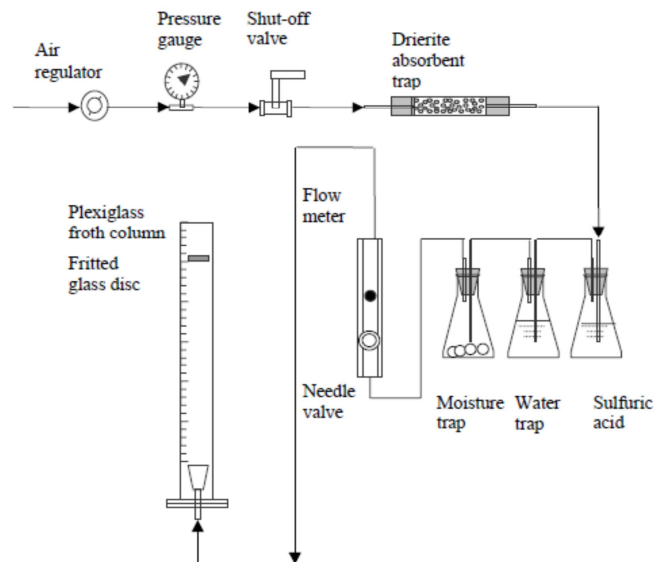 Pressure
gauge
Shut-off
valve
Drierite
absorbent
trap
Air
regulator
Plexiglass
froth column
Fritted
glass disc
Flow
meter
Needle
valve
Moisture
trap
Water
trap
Sulfuric
acid